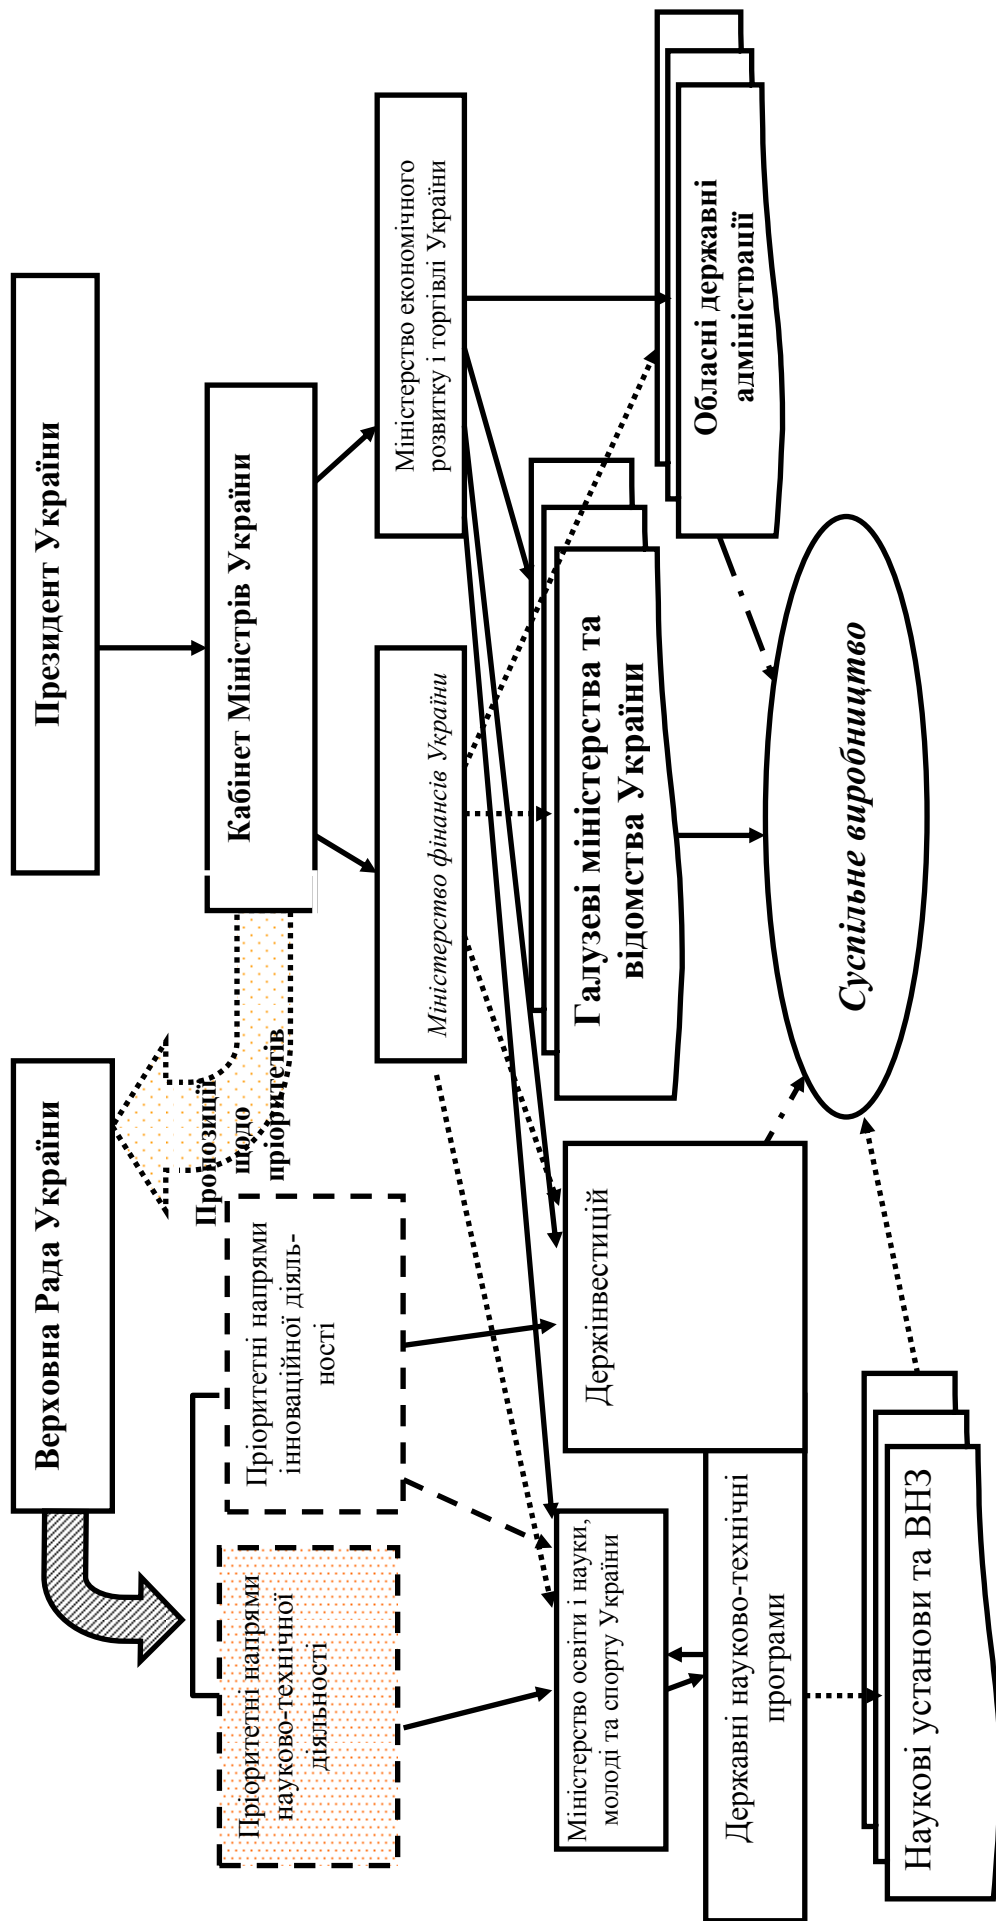 Верховна Рада України
Президент України
Пропозиції
щодо
пріоритетів
Кабінет Міністрів України
Пріоритетні напрями
науково-технічної
діяльності
Пріоритетні напрями
інноваційної діяль-
ності
Міністерство фінансів України
Міністерство економічного
розвитку і торгівлі України
Міністерство освіти і науки,
молоді та спорту України
Держінвестицій
Галузеві міністерства та
відомства України
Обласні державні
адміністрації
Державні науково-технічні
програми
Суспільне виробництво
Наукові установи та ВНЗ